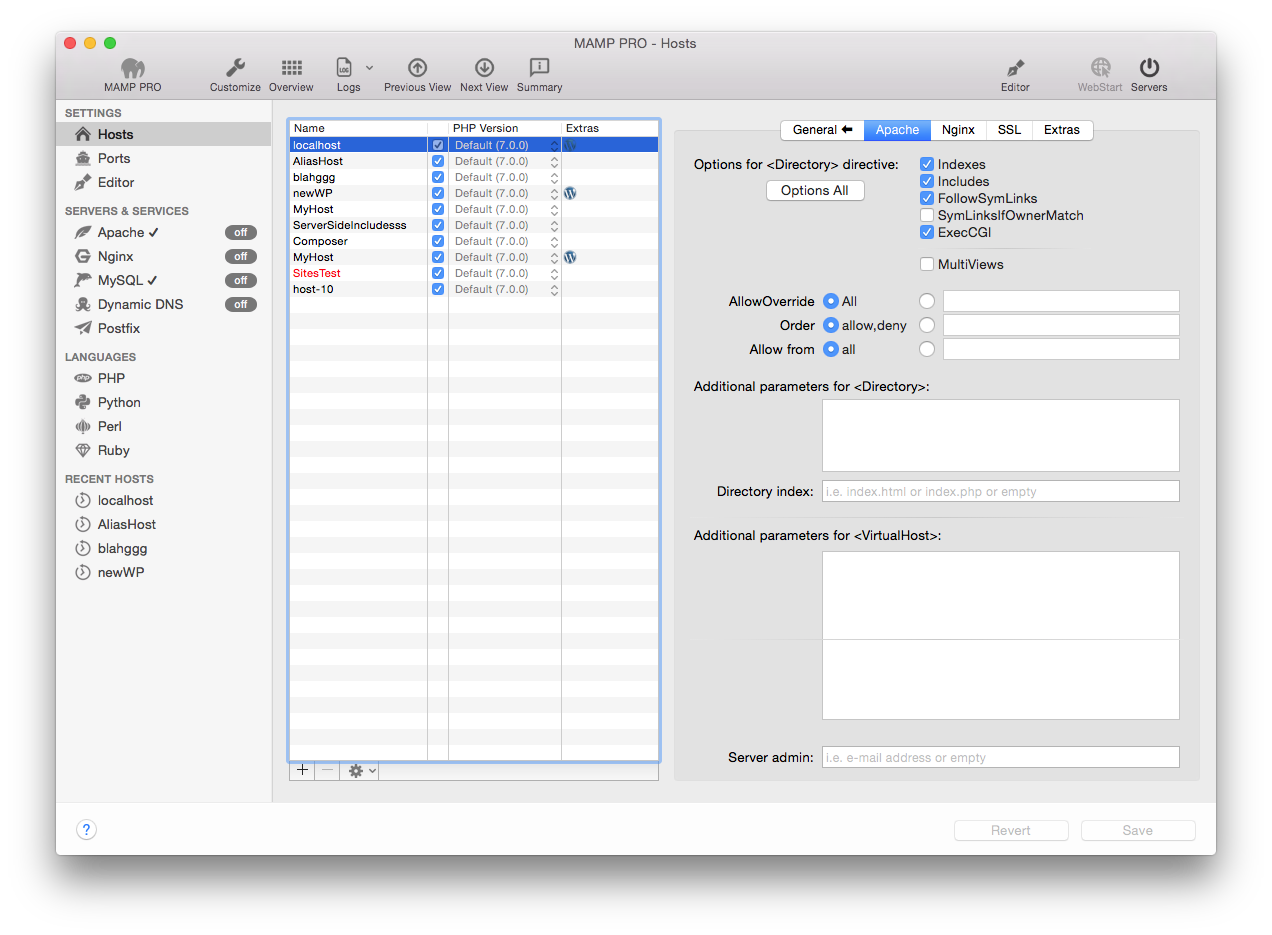 MAMP PRO - Hosts
MAMP PRO Customize Overview Logs Previous View Next View Summary Editor WebStart Servers
LOG
SETTINGS
Hosts
Ports
Editor
SERVERS & SERVICES
Apache ✓ off
Nginx off
MySQL ✓ off
Dynamic DNS off
Postfix
LANGUAGES
php PHP
Python
Perl
Ruby
RECENT HOSTS
localhost
AliasHost
blahggg
newWP
Name PHP Version Extras
localhost Default (7.0.0)
AliasHost Default (7.0.0)
blahggg Default (7.0.0)
newWP Default (7.0.0)
MyHost Default (7.0.0)
ServerSideIncludesss Default (7.0.0)
Composer Default (7.0.0)
MyHost Default (7.0.0)
SitesTest Default (7.0.0)
host-10 Default (7.0.0)
General Apache Nginx SSL Extras
Options for <Directory> directive:
Options All
Indexes
Includes
FollowSymLinks
SymLinksIfOwnerMatch
ExecCGI
MultiViews
AllowOverride All
Order allow,deny
Allow from all
Additional parameters for <Directory>:
Directory index: i.e. index.html or index.php or empty
Additional parameters for <VirtualHost>:
Server admin: i.e. e-mail address or empty
? Revert Save